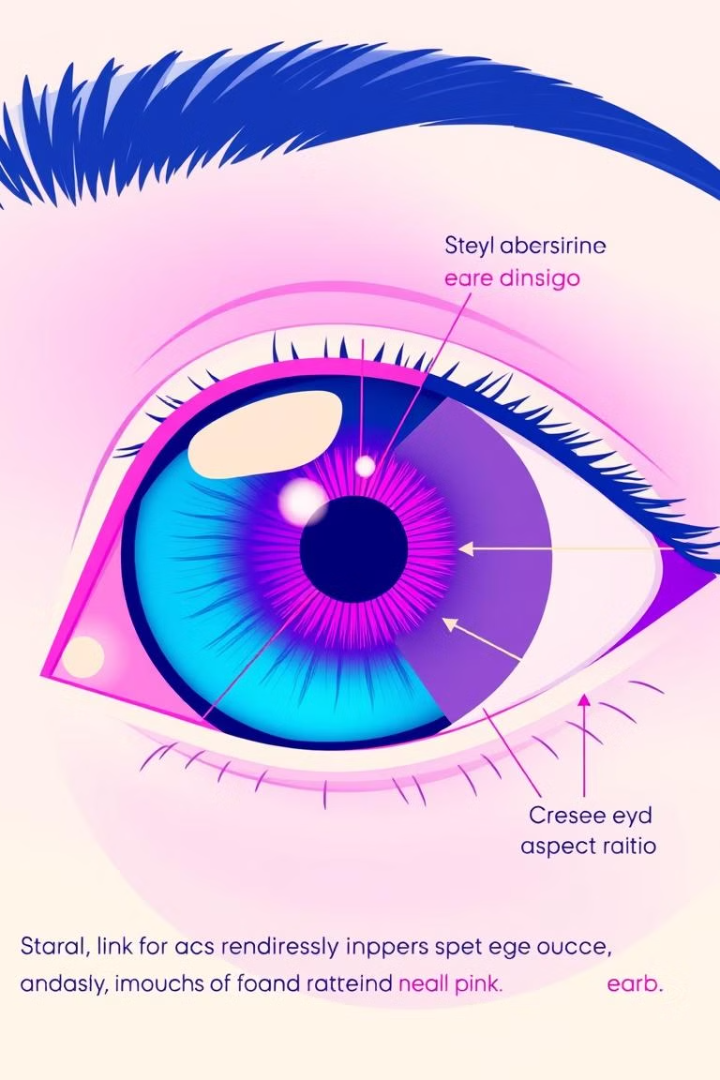 Steyl abersirine
eare dinsigo
Cresee eyd
aspect raitio
Staral, link for acs rendiressly inppers spet ege oucce,
andasly, imouchs of foand ratteind neall pink. earb.